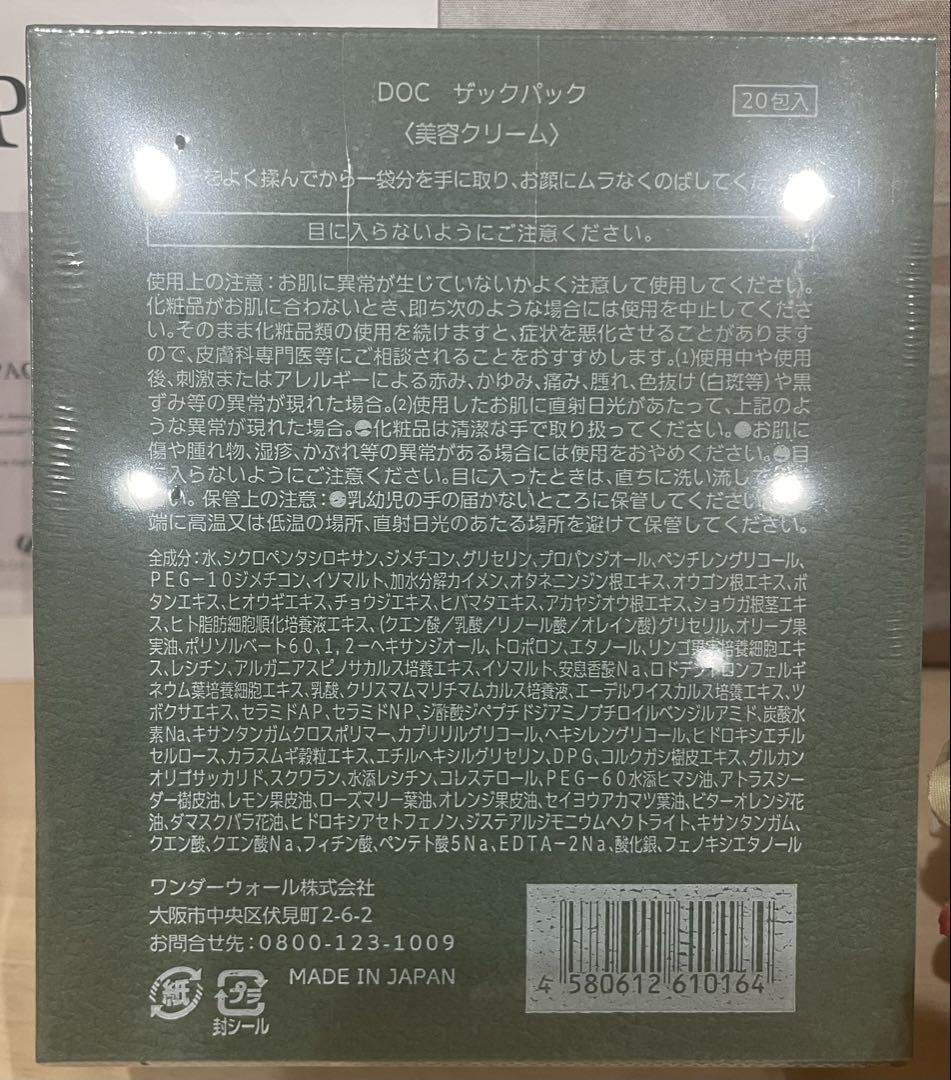 DOC ザックパック
20包入
〈美容クリーム〉
をよく揉んでから一袋分を手に取り、お顔にムラなくのばしてくだ
目に入らないようにご注意ください。
使用上の注意：お肌に異常が生じていないかよく注意して使用してください。
化粧品がお肌に合わないとき、即ち次のような場合には使用を中止してくださ
い。そのまま化粧品類の使用を続けますと、症状を悪化させることがあります
ので、皮膚科専門医等にご相談されることをおすすめします。(1)使用中や使用
後、刺激またはアレルギーによる赤み、かゆみ、痛み、腫れ、色抜け(白斑等)や黒
ずみ等の異常が現れた場合。(2)使用したお肌に直射日光があたって、上記のよ
うな異常が現れた場合。●化粧品は清潔な手で取り扱ってください。●お肌に
傷や腫れ物、湿疹、かぶれ等の異常がある場合には使用をおやめください。●目
に入らないようにご注意ください。目に入ったときは、直ちに洗い流して
い。保管上の注意：●乳幼児の手の届かないところに保管してください
端に高温又は低温の場所、直射日光のあたる場所を避けて保管してください。
全成分：水、シクロペンタシロキサン、ジメチコン、グリセリン、プロパンジオール、ペンチレングリコール、
PEG-10ジメチコン、イソマルト、加水分解カイメン、オタネニンジン根エキス、オウゴン根エキス、ボ
タンエキス、ヒオウギエキス、チョウジエキス、ヒバマタエキス、アカヤジオウ根エキス、ショウガ根茎エキ
ス、ヒト脂肪細胞順化培養液エキス、(クエン酸/乳酸/リノール酸/オレイン酸)グリセリル、オリーブ果
実油、ポリソルベート60、1,2-ヘキサンジオール、トロポロン、エタノール、リンゴ果実培養細胞エキ
ス、レシチン、アルガニアスピノサカルス培養エキス、イソマルト、安息香酸Na、ロドデンドロンフェルギ
ネウム葉培養細胞エキス、乳酸、クリスマムマリチマムカルス培養液、エーデルワイスカルス培養エキス、ツ
ボクサエキス、セラミドAP、セラミドNP、ジ酢酸ジペプチドジアミノブチロイルベンジルアミド、炭酸水
素Na、キサンタンガムクロスポリマー、カプリリルグリコール、ヘキシレングリコール、ヒドロキシエチル
セルロース、カラスムギ穀粒エキス、エチルヘキシルグリセリン、DPG、コルクガシ樹皮エキス、グルカン
オリゴサッカリド、スクワラン、水添レシチン、コレステロール、PEG-60水添ヒマシ油、アトラスシー
ダー樹皮油、レモン果皮油、ローズマリー葉油、オレンジ果皮油、セイヨウアカマツ葉油、ビターオレンジ花
油、ダマスクバラ花油、ヒドロキシアセトフェノン、ジステアルジモニウムヘクトライト、キサンタンガム、
クエン酸、クエン酸Na、フィチン酸、ペンテト酸5Na、EDTA-2Na、酸化銀、フェノキシエタノール
ワンダーウォール株式会社
大阪市中央区伏見町2-6-2
お問合せ先：0800-123-1009
MADE IN JAPAN
紙
プラ
封シール
4 580612 610164